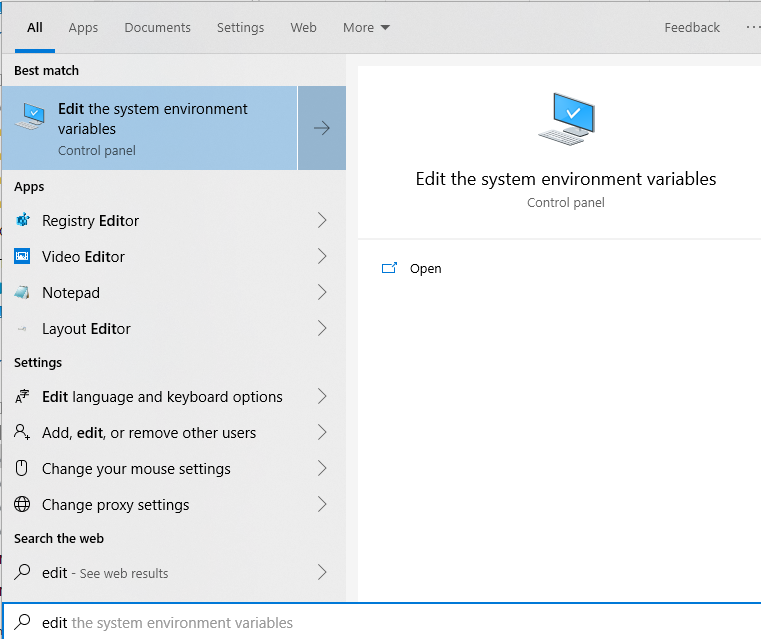 All Apps Documents Settings Web More Feedback ...
Best match
Edit the system environment
variables
Control panel
Edit the system environment variables
Control panel
Open
Apps
Registry Editor
Video Editor
Notepad
Layout Editor
Settings
Edit language and keyboard options
Add, edit, or remove other users
Change your mouse settings
Change proxy settings
Search the web
edit - See web results
edit the system environment variables